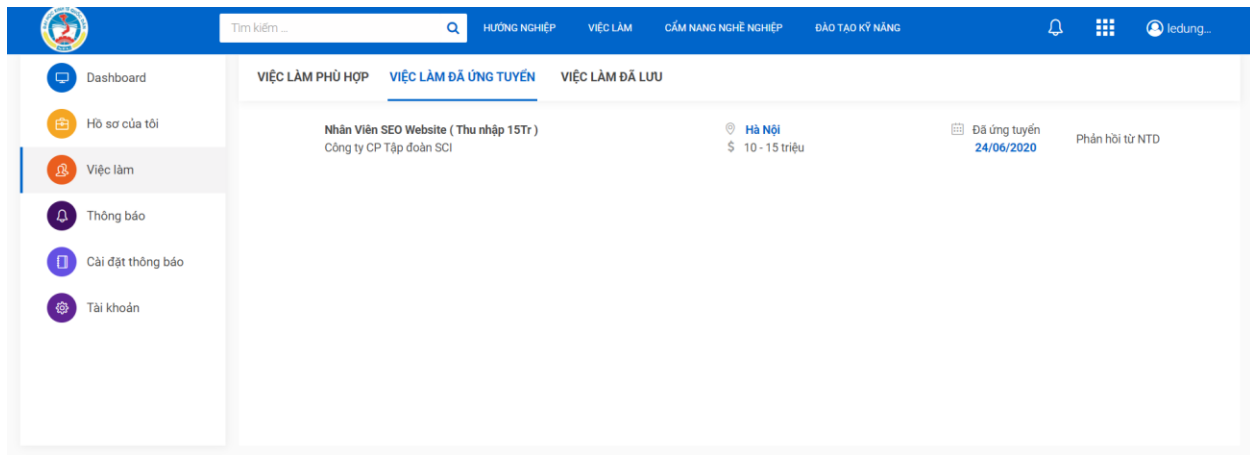 Tìm kiếm ...
HƯỚNG NGHIỆP
VIỆC LÀM
CẨM NANG NGHỀ NGHIỆP
ĐÀO TẠO KỸ NĂNG
ledung...
Dashboard
Hồ sơ của tôi
Việc làm
Thông báo
Cài đặt thông báo
Tài khoản
VIỆC LÀM PHÙ HỢP
VIỆC LÀM ĐÃ ỨNG TUYỂN
VIỆC LÀM ĐÃ LƯU
Nhân Viên SEO Website ( Thu nhập 15Tr )
Công ty CP Tập đoàn SCI
Hà Nội
$ 10 - 15 triệu
Đã ứng tuyển
24/06/2020
Phản hồi từ NTD